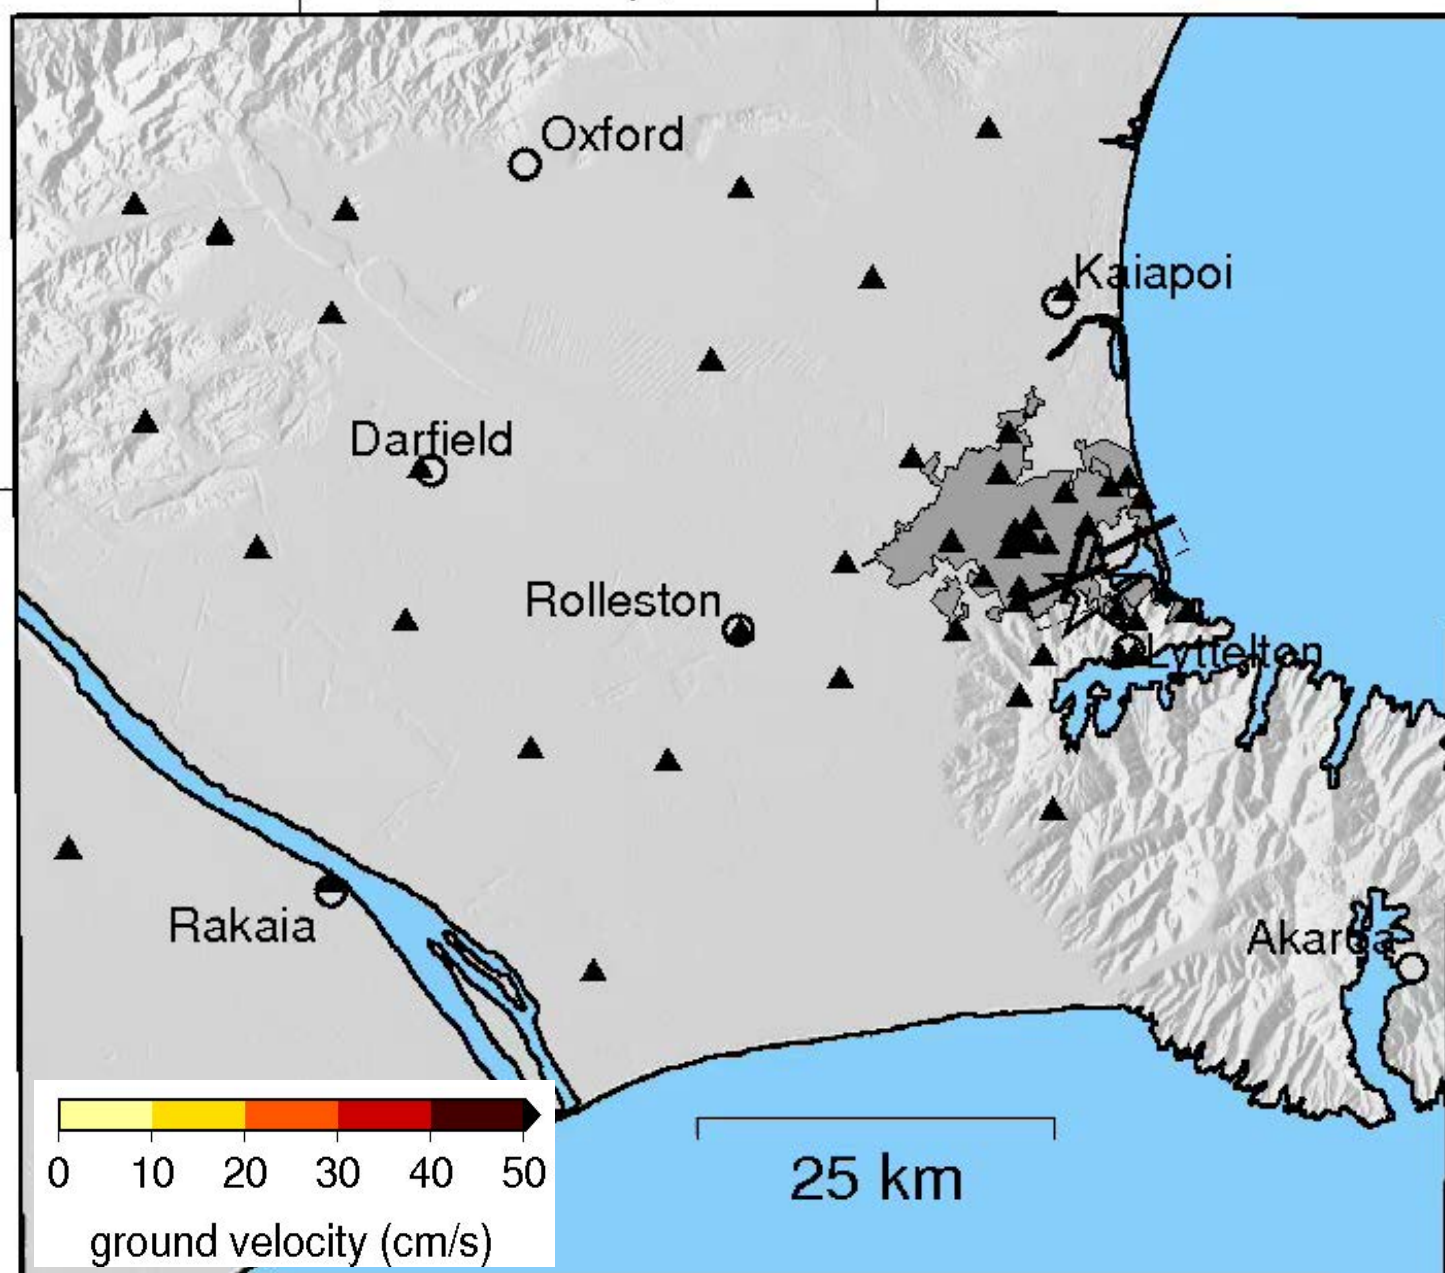 Oxford
Kaiapoi
Darfield
Rolleston
Lyttelton
Rakaia
Akaroa
25 km
0 10 20 30 40 50
ground velocity (cm/s)